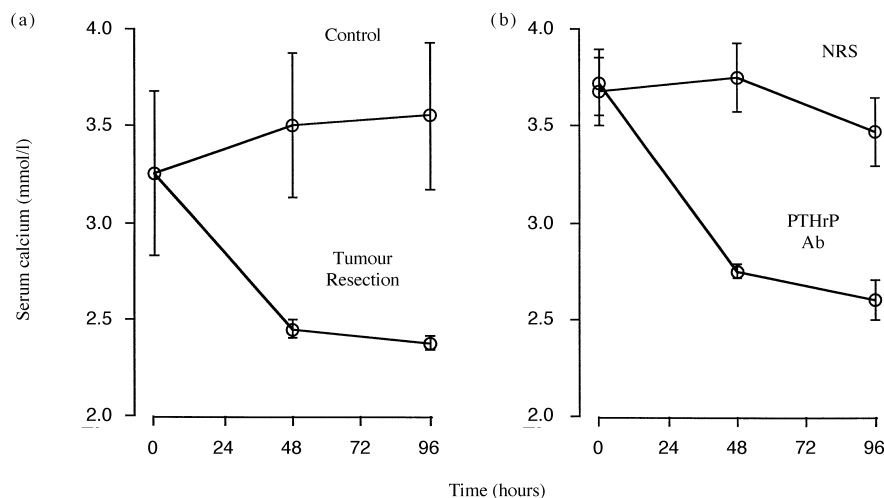 (a)
4.0
3.5
3.0
2.5
2.0
Serum calcium (mmol/l)
Control
Tumour
Resection
0 24 48 72 96
(b)
4.0
3.5
3.0
2.5
2.0
NRS
PTHrP
Ab
0 24 48 72 96
Time (hours)